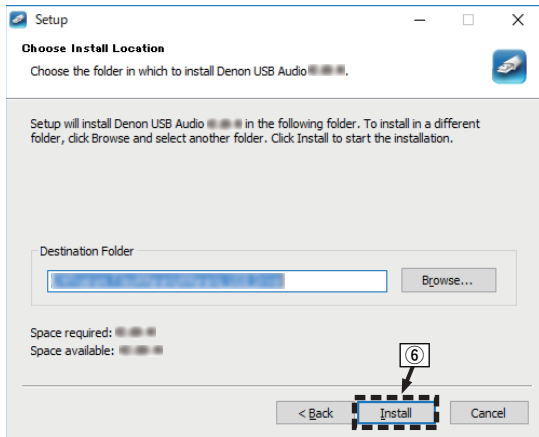 Setup
Choose Install Location
Choose the folder in which to install Denon USB Audio .
Setup will install Denon USB Audio in the following folder. To install in a different
folder, click Browse and select another folder. Click Install to start the installation.
Destination Folder
Browse...
Space required:
Space available:
⑥
< Back Install Cancel